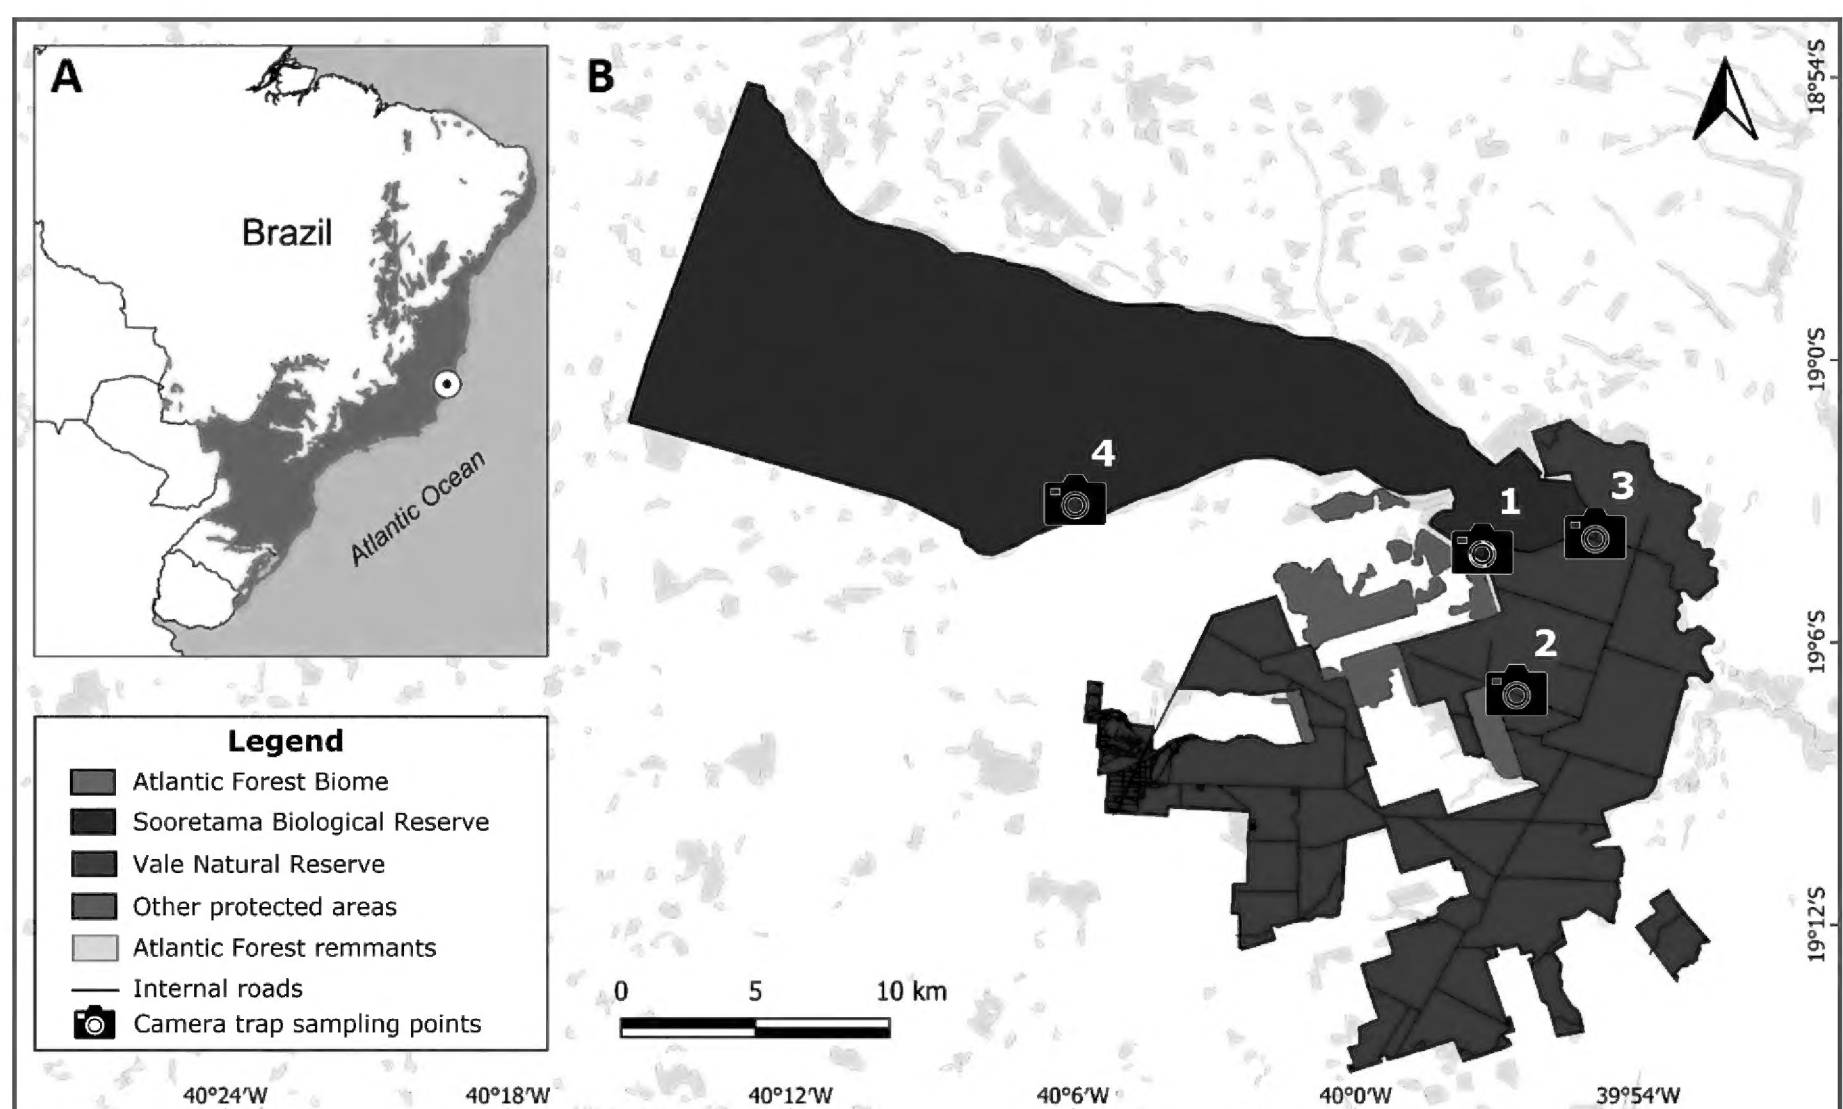 A
Brazil
Atlantic Ocean
B
4
1
3
2
18°54'S
19°0'S
19°6'S
19°12'S
Legend
Atlantic Forest Biome
Sooretama Biological Reserve
Vale Natural Reserve
Other protected areas
Atlantic Forest remmants
Internal roads
Camera trap sampling points
0 5 10 km
40°24'W 40°18'W 40°12'W 40°6'W 40°0'W 39°54'W